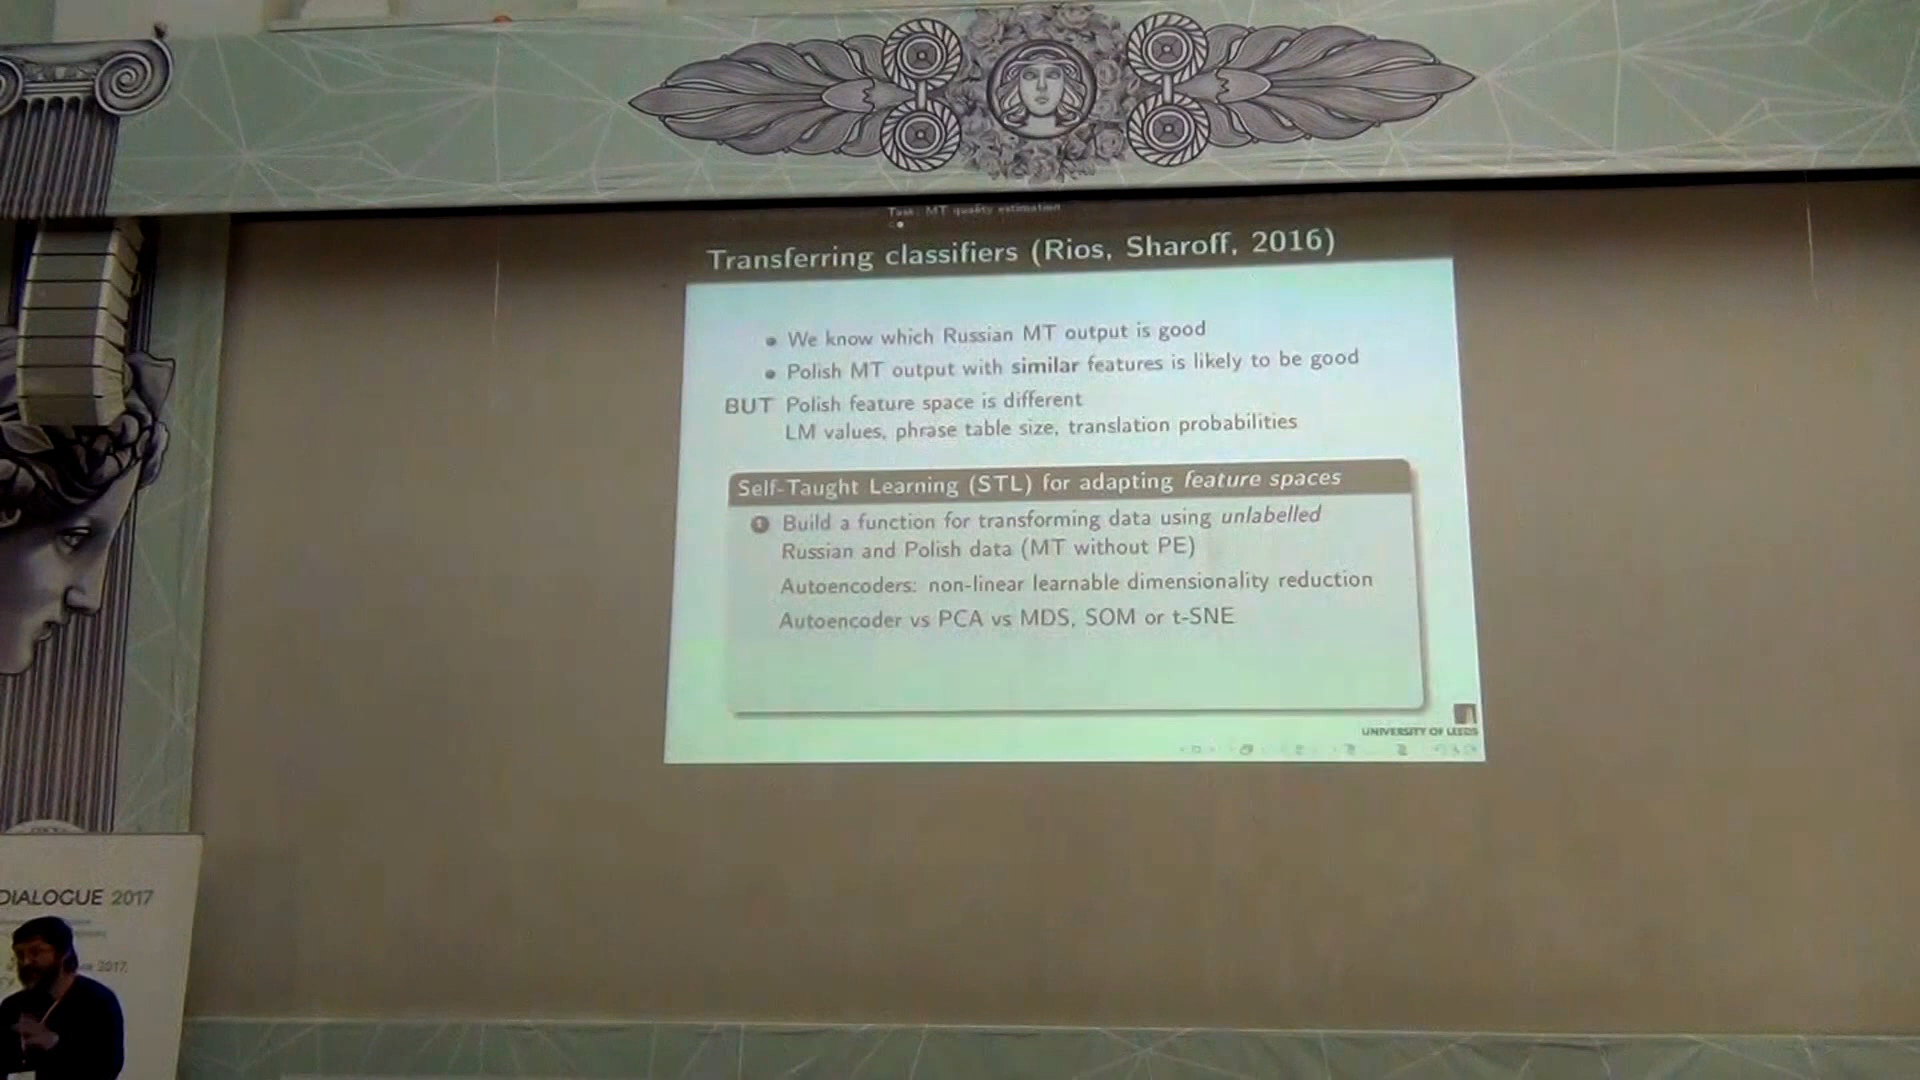 Task: MT quality estimation
Transferring classifiers (Rios, Sharoff, 2016)
We know which Russian MT output is good
Polish MT output with similar features is likely to be good
BUT Polish feature space is different
LM values, phrase table size, translation probabilities
Self-Taught Learning (STL) for adapting feature spaces
1 Build a function for transforming data using unlabelled
Russian and Polish data (MT without PE)
Autoencoders: non-linear learnable dimensionality reduction
Autoencoder vs PCA vs MDS, SOM or t-SNE
UNIVERSITY OF LEEDS
DIALOGUE 2017
2017,